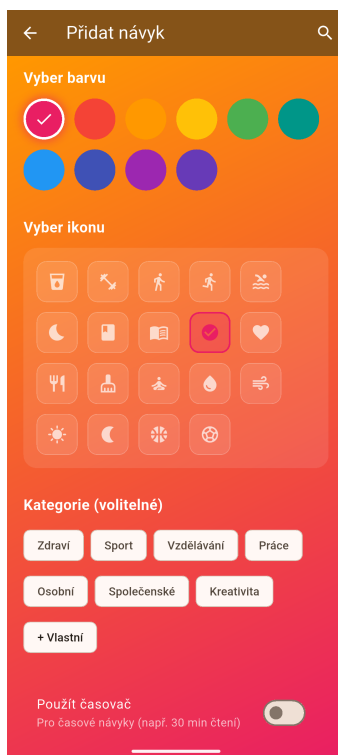 Přidat návyk
Vyber barvu
Vyber ikonu
Kategorie (volitelné)
Zdraví
Sport
Vzdělávání
Práce
Osobní
Společenské
Kreativita
+ Vlastní
Použít časovač
Pro časové návyky (např. 30 min čtení)